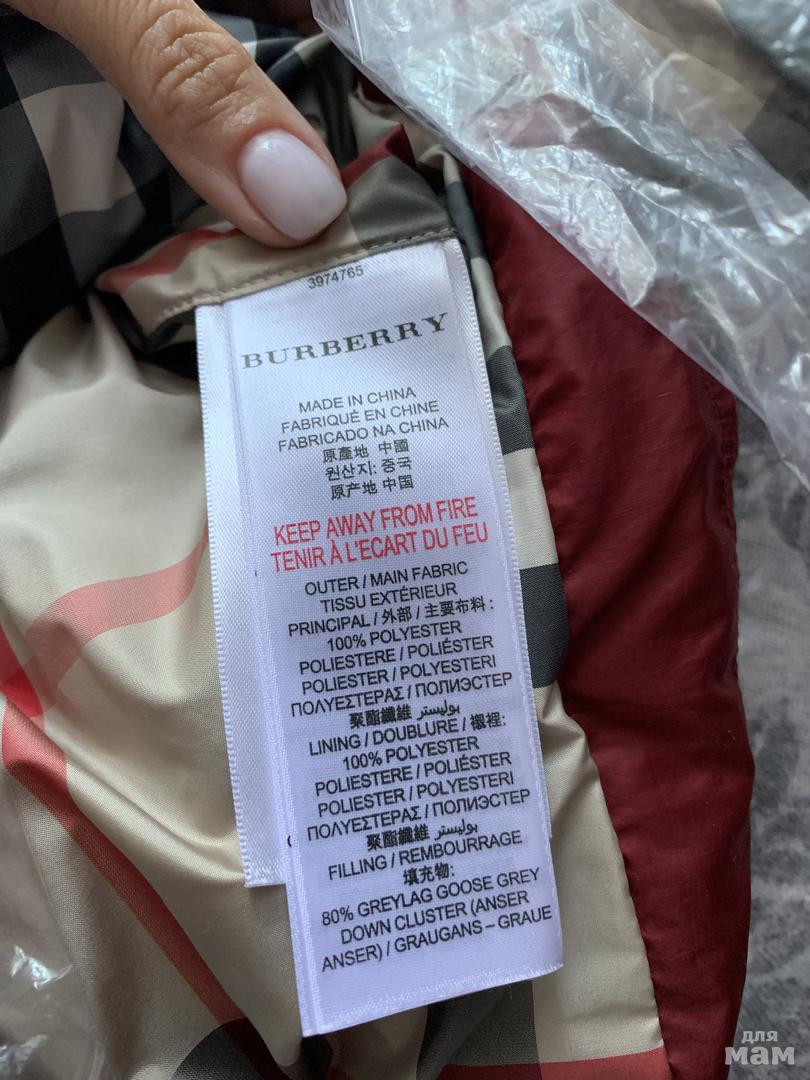 3974765
BURBERRY
MADE IN CHINA
FABRIQUÉ EN CHINE
FABRICADO NA CHINA
原產地 中國
원산지: 중국
原产地 中国
KEEP AWAY FROM FIRE
TENIR À L'ECART DU FEU
OUTER / MAIN FABRIC
TISSU EXTÉRIEUR
PRINCIPAL / 外部 / 主要布料 :
100% POLYESTER
POLIESTERE / POLIÉSTER
POLIESTER / POLYESTERI
ΠΟΛΥΕΣΤΕΡΑΣ / ПОЛИЭСТЕР
聚酯纖維 بوليستر
LINING / DOUBLURE / 襯裡:
100% POLYESTER
POLIESTERE / POLIÉSTER
POLIESTER / POLYESTERI
ΠΟΛΥΕΣΤΕΡΑΣ / ПОЛИЭСТЕР
聚酯纖維 بوليستر
FILLING / REMBOURRAGE
填充物:
80% GREYLAG GOOSE GREY
DOWN CLUSTER (ANSER
ANSER) / GRAUGANS – GRAUE
для
мам